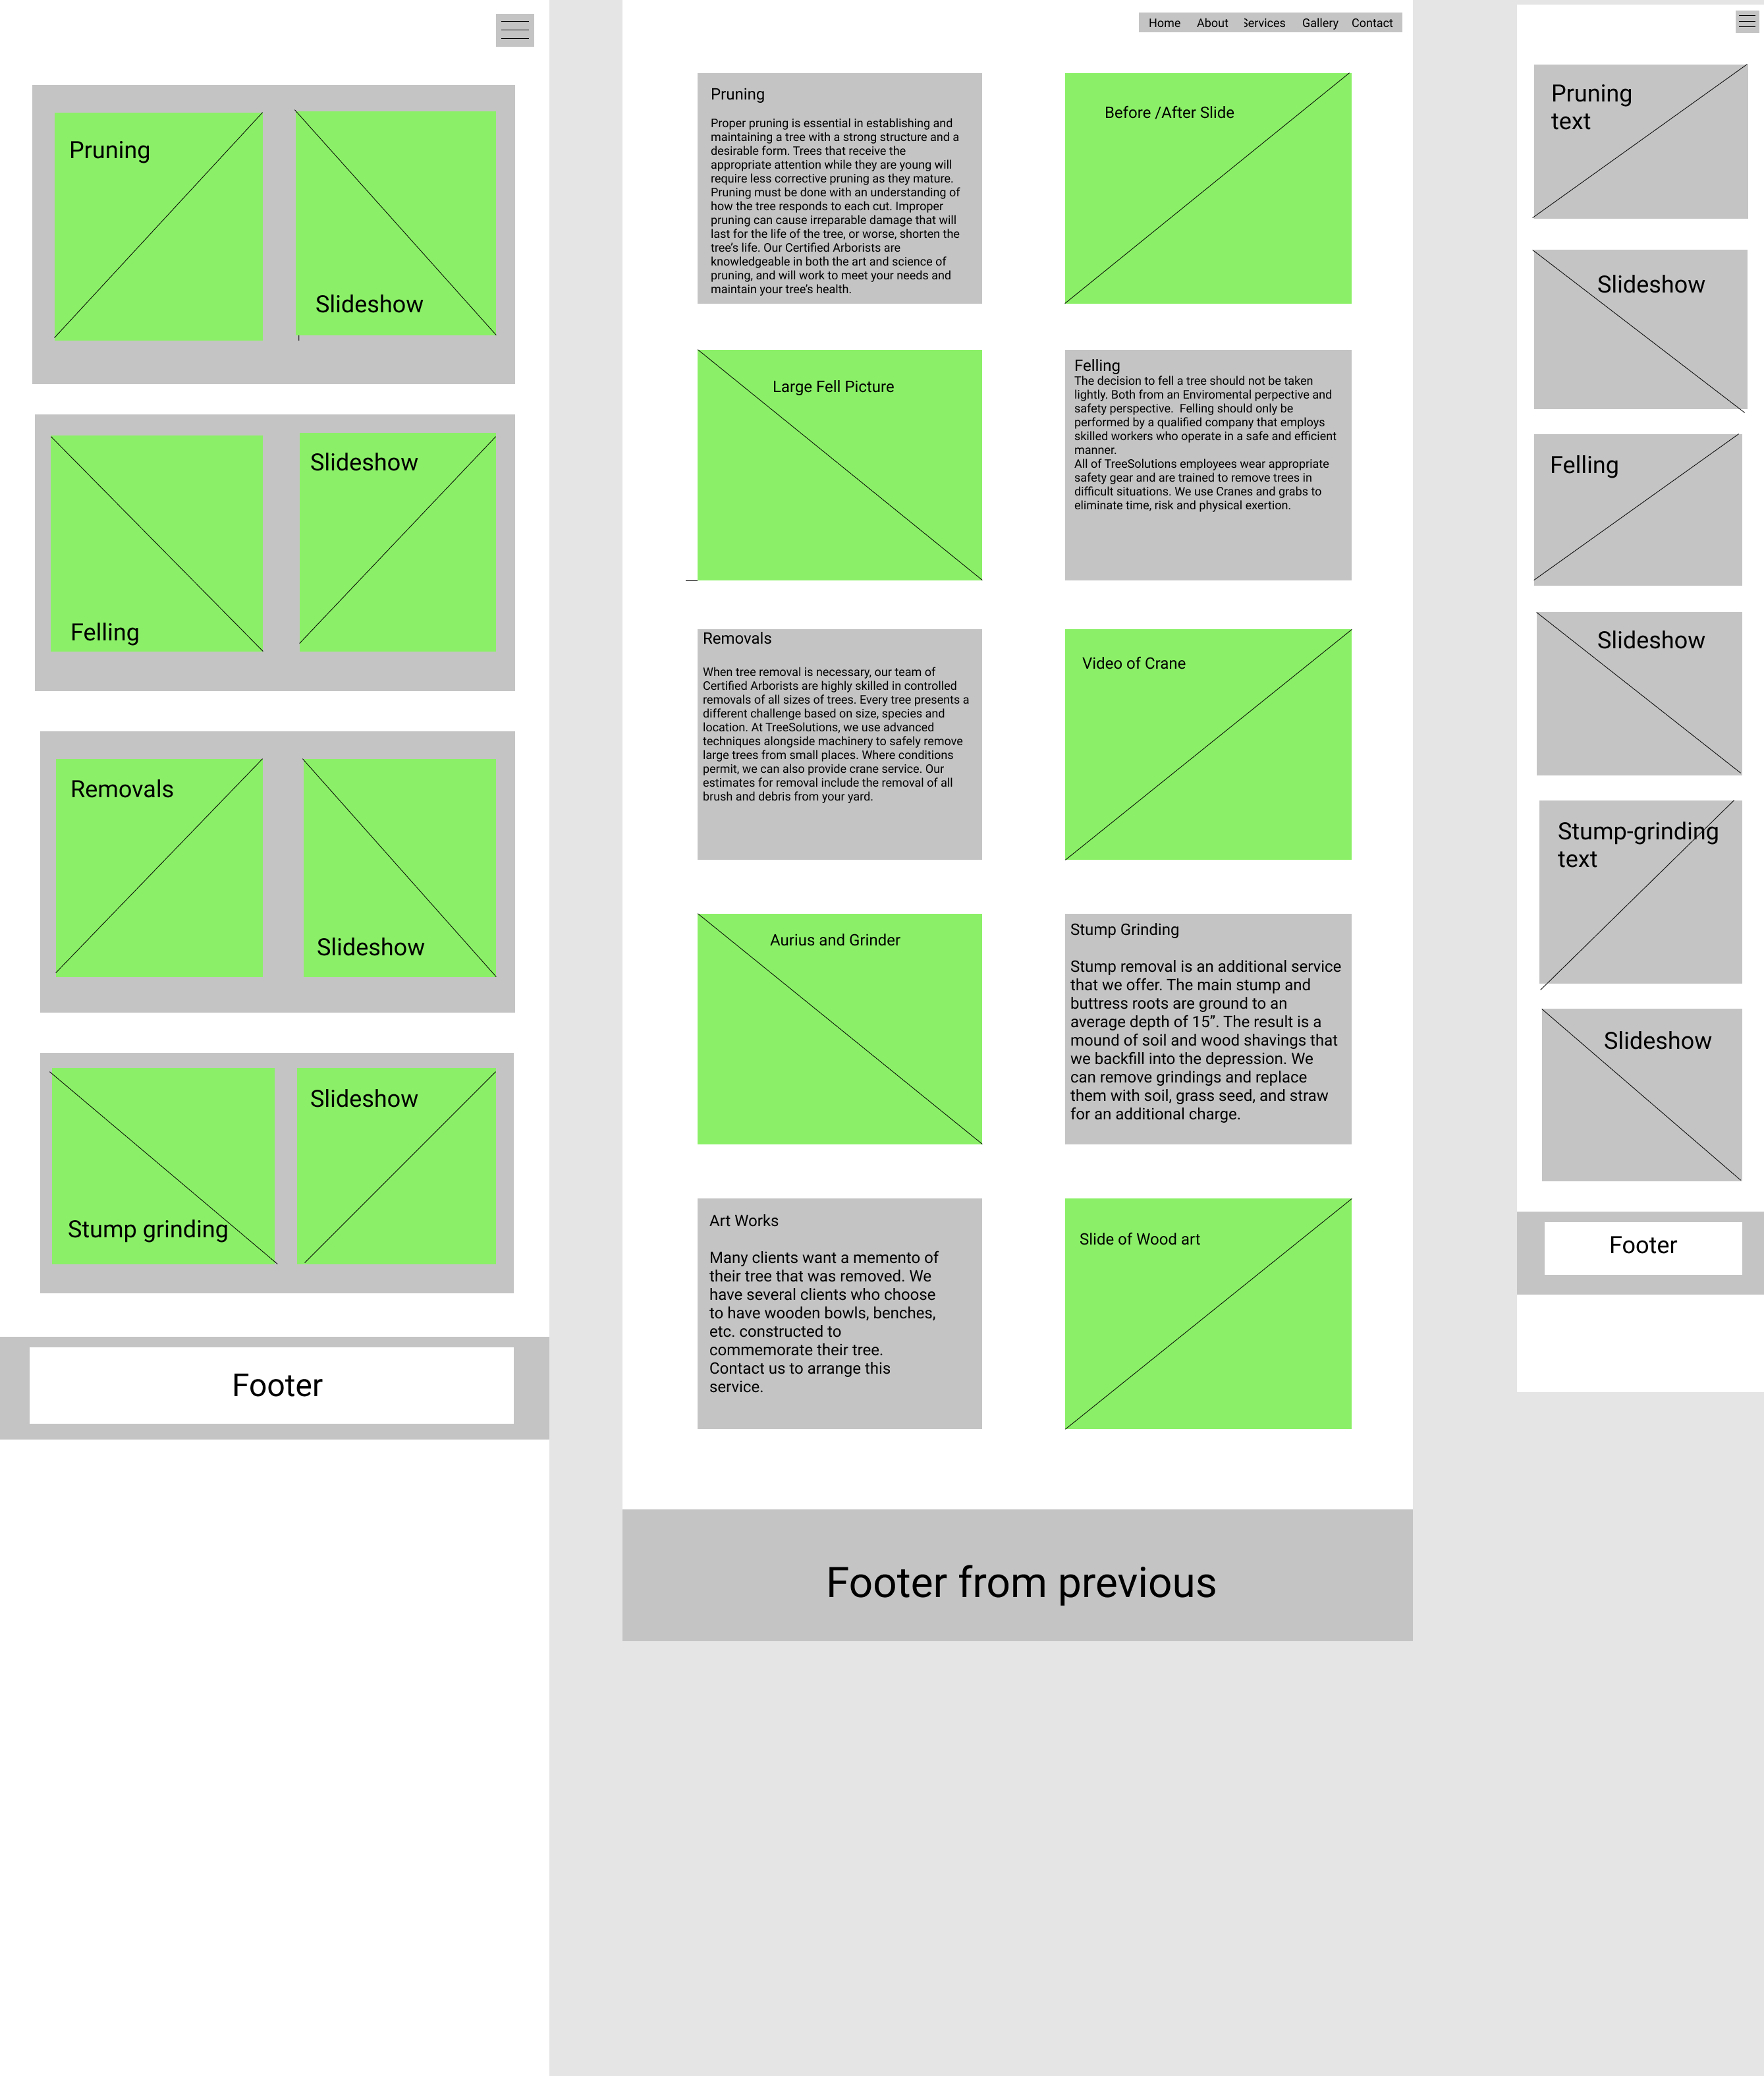 Pruning
Slideshow
Slideshow
Felling
Removals
Slideshow
Slideshow
Stump grinding
Footer
Home About Services Gallery Contact
Pruning
Proper pruning is essential in establishing and
maintaining a tree with a strong structure and a
desirable form. Trees that receive the
appropriate attention while they are young will
require less corrective pruning as they mature.
Pruning must be done with an understanding of
how the tree responds to each cut. Improper
pruning can cause irreparable damage that will
last for the life of the tree, or worse, shorten the
tree’s life. Our Certified Arborists are
knowledgeable in both the art and science of
pruning, and will work to meet your needs and
maintain your tree’s health.
Before /After Slide
Large Fell Picture
Felling
The decision to fell a tree should not be taken
lightly. Both from an Enviromental perpective and
safety perspective.  Felling should only be
performed by a qualified company that employs
skilled workers who operate in a safe and efficient
manner.
All of TreeSolutions employees wear appropriate
safety gear and are trained to remove trees in
difficult situations. We use Cranes and grabs to
eliminate time, risk and physical exertion.
Removals
When tree removal is necessary, our team of
Certified Arborists are highly skilled in controlled
removals of all sizes of trees. Every tree presents a
different challenge based on size, species and
location. At TreeSolutions, we use advanced
techniques alongside machinery to safely remove
large trees from small places. Where conditions
permit, we can also provide crane service. Our
estimates for removal include the removal of all
brush and debris from your yard.
Video of Crane
Aurius and Grinder
Stump Grinding
Stump removal is an additional service
that we offer. The main stump and
buttress roots are ground to an
average depth of 15”. The result is a
mound of soil and wood shavings that
we backfill into the depression. We
can remove grindings and replace
them with soil, grass seed, and straw
for an additional charge.
Art Works
Many clients want a memento of
their tree that was removed. We
have several clients who choose
to have wooden bowls, benches,
etc. constructed to
commemorate their tree.
Contact us to arrange this
service.
Slide of Wood art
Footer from previous
Pruning
text
Slideshow
Felling
Slideshow
Stump-grinding
text
Slideshow
Footer